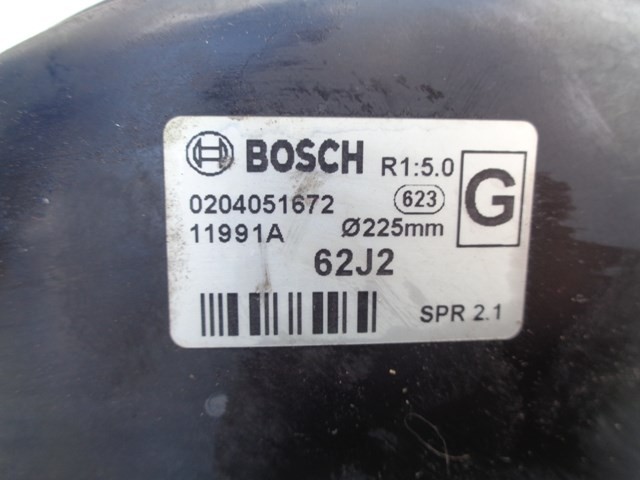 BOSCH R1:5.0
G
0204051672 623
11991A Ø225mm
62J2
SPR 2.1